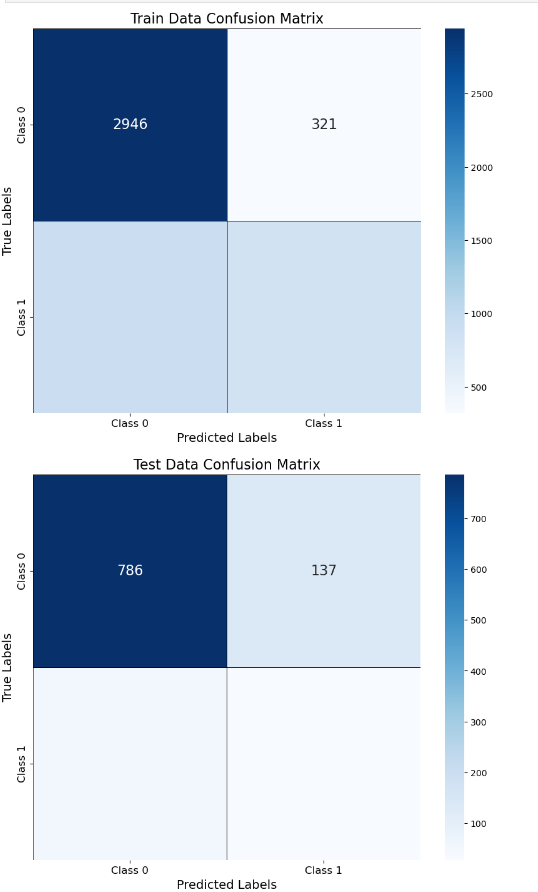 Train Data Confusion Matrix
True Labels
Class 0
Class 1
2946
321
Class 0
Class 1
Predicted Labels
2500
2000
1500
1000
500
Test Data Confusion Matrix
True Labels
Class 0
Class 1
786
137
Class 0
Class 1
Predicted Labels
700
600
500
400
300
200
100